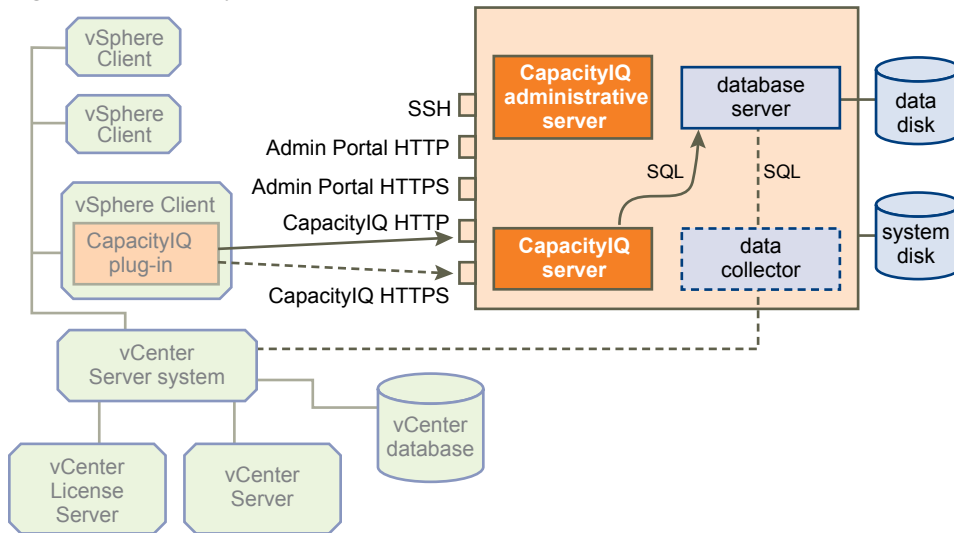 vSphere
Client
vSphere
Client
vSphere Client
CapacityIQ
plug-in
SSH
Admin Portal HTTP
Admin Portal HTTPS
CapacityIQ HTTP
CapacityIQ HTTPS
CapacityIQ
administrative
server
database
server
SQL
SQL
CapacityIQ
server
data
collector
data
disk
system
disk
vCenter
Server system
vCenter
database
vCenter
License
Server
vCenter
Server